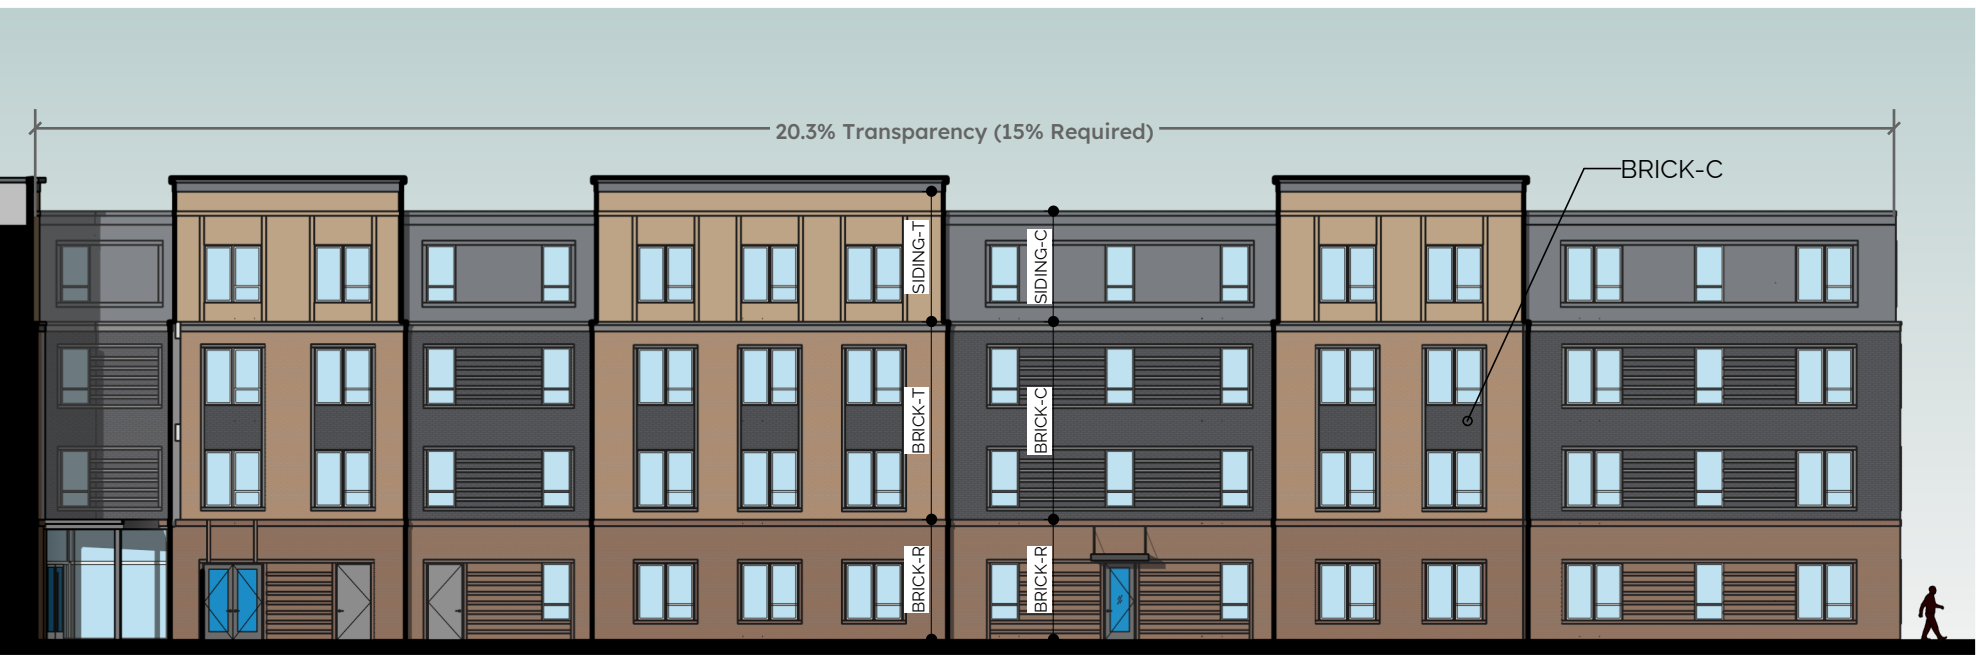 20.3% Transparency (15% Required)
BRICK-C
SIDING-T
SIDING-C
BRICK-T
BRICK-C
BRICK-R
BRICK-R